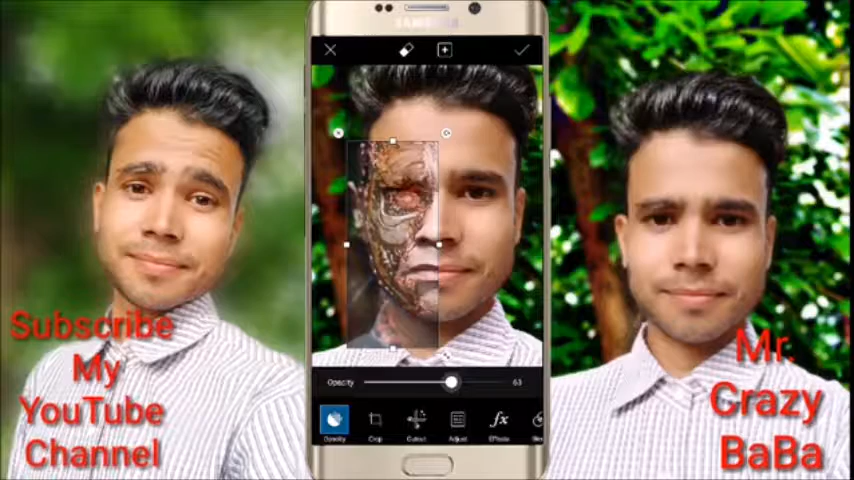 SAMSUNG
Opacity
63
Opacity
Crop
Cutout
Adjust
Effects
Subscribe
My
YouTube
Channel
Mr.
Crazy
BaBa